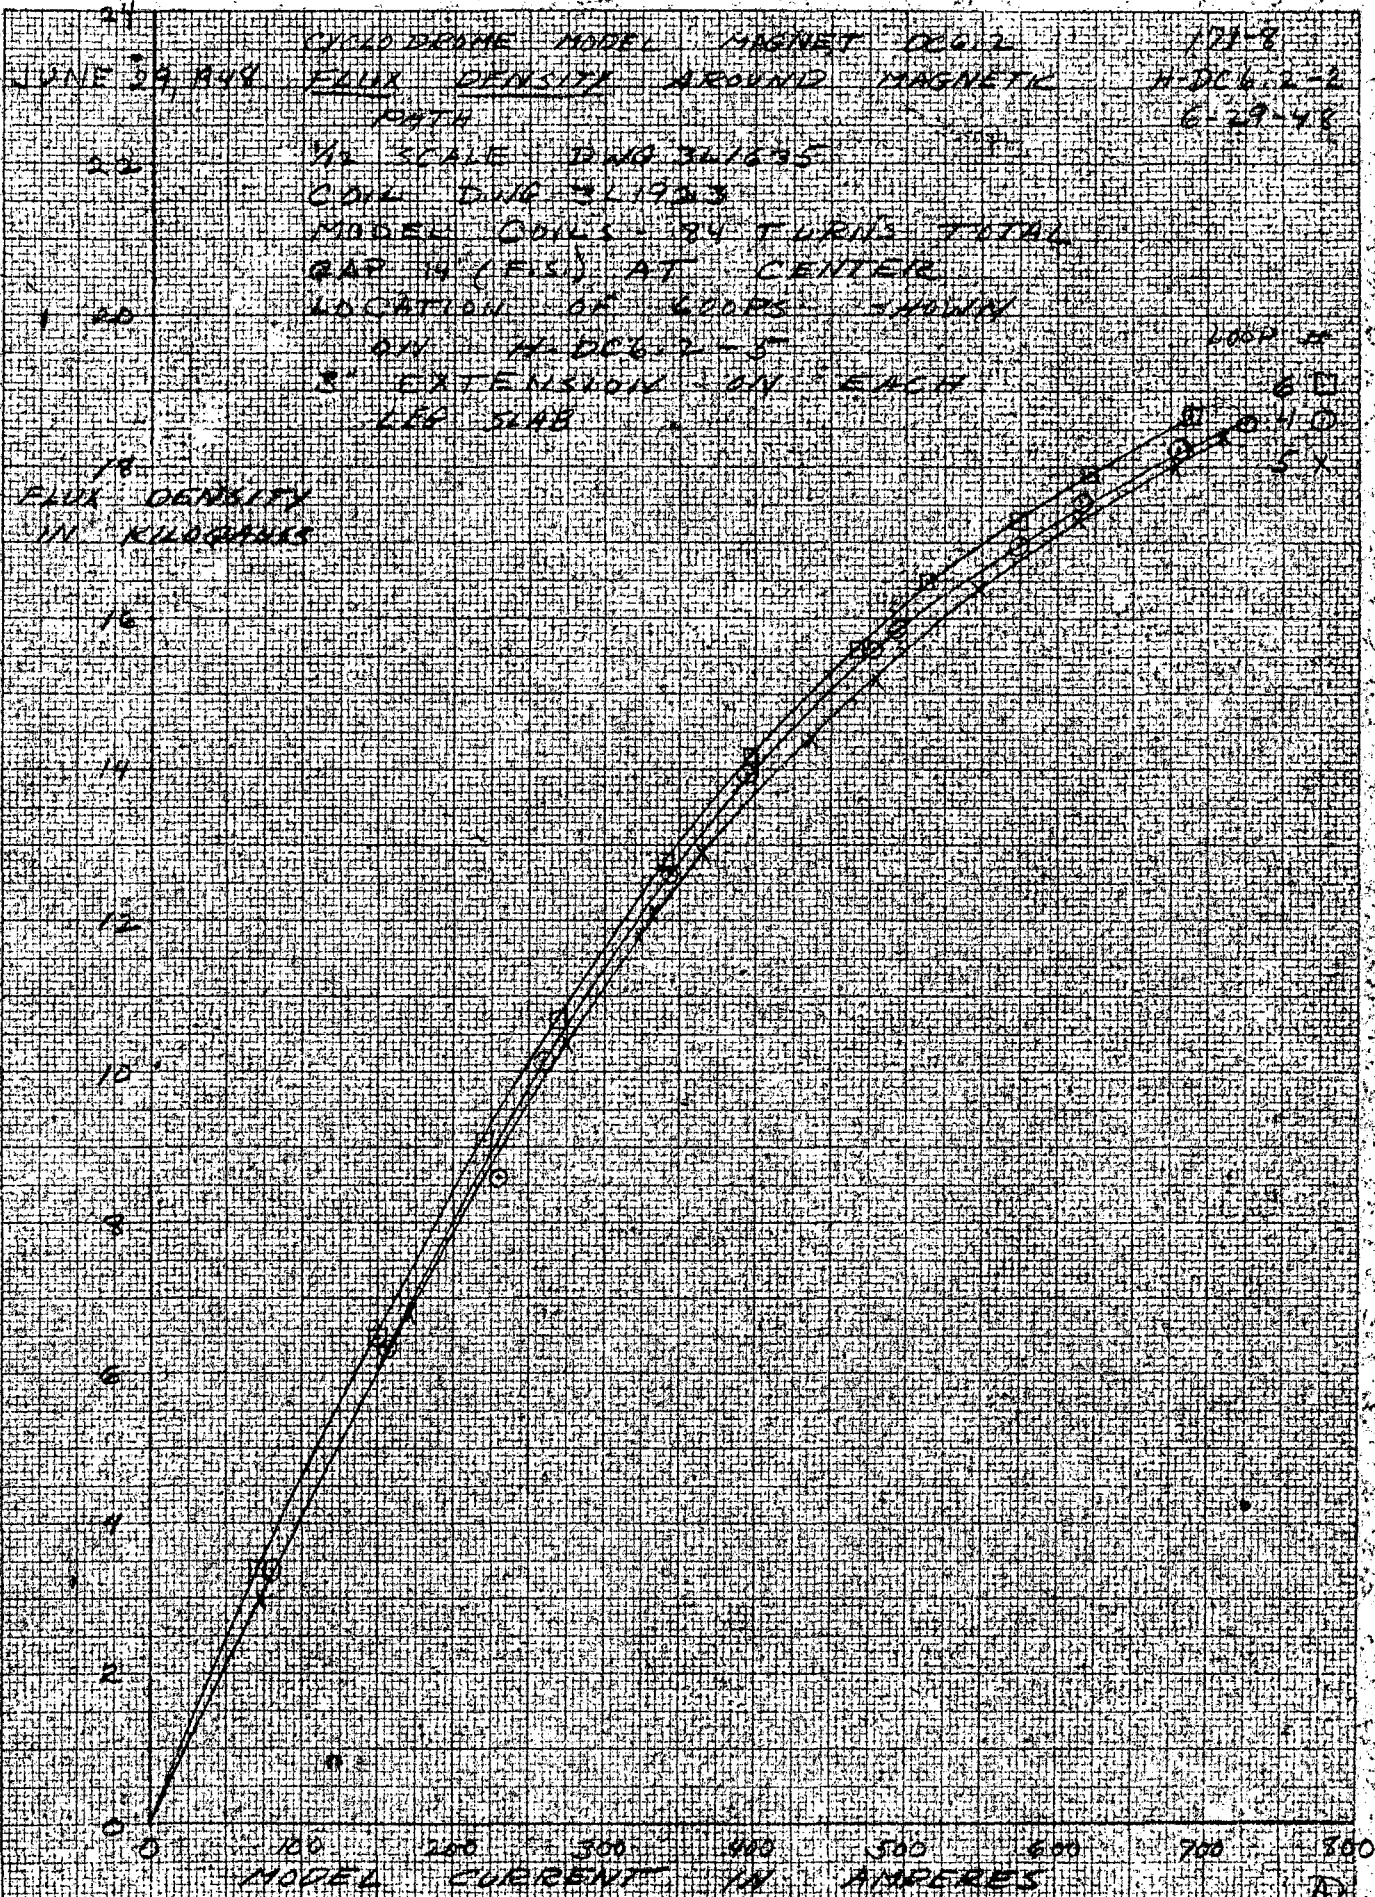 24
CYCLODROME MODEL MAGNET DC6.2
171-8
JUNE 29, 1948 FLUX DENSITY AROUND MAGNETIC
H-DC6.2-2
PATH
6-29-48
1/12 SCALE DWG 3L1635
22
COIL DWG 3L1923
MODEL COILS - 84 TURNS TOTAL
GAP 14" (F.S.) AT CENTER
LOCATION OF LOOPS SHOWN
20
ON H-DC6.2-5
LOOP #
3" EXTENSION ON EACH
6 □
LEG SLAB
4 ⊙
5 X
18
FLUX DENSITY
IN KILOGAUSS
16
14
12
10
8
6
4
2
0
0 100 200 300 400 500 600 700 800
MODEL CURRENT IN AMPERES